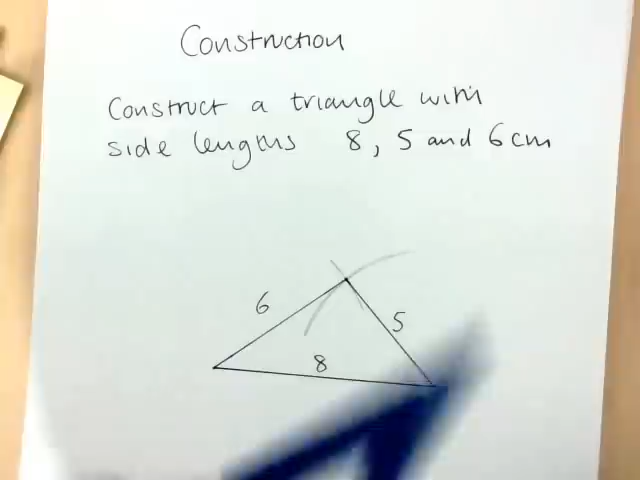 Construction
Construct a triangle with
side lengths 8, 5 and 6cm
6
5
8